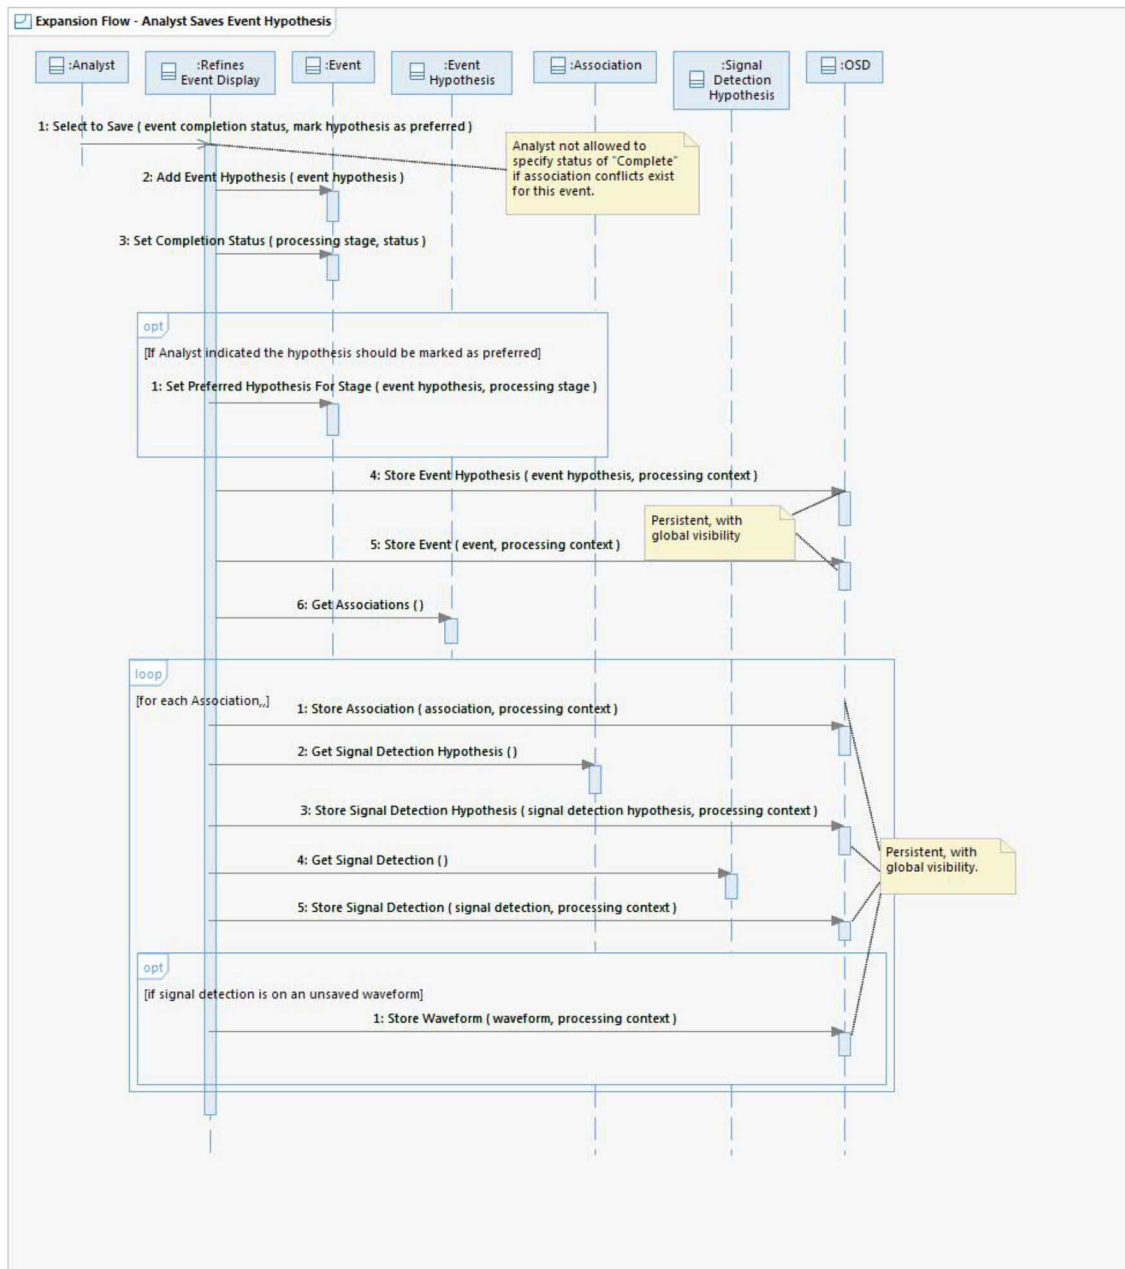 Expansion Flow - Analyst Saves Event Hypothesis
:Analyst
:Refines
Event Display
:Event
:Event
Hypothesis
:Association
:Signal
Detection
Hypothesis
:OSD
1: Select to Save ( event completion status, mark hypothesis as preferred )
Analyst not allowed to
specify status of "Complete"
if association conflicts exist
for this event.
2: Add Event Hypothesis ( event hypothesis )
3: Set Completion Status ( processing stage, status )
opt
[If Analyst indicated the hypothesis should be marked as preferred]
1: Set Preferred Hypothesis For Stage ( event hypothesis, processing stage )
4: Store Event Hypothesis ( event hypothesis, processing context )
Persistent, with
global visibility
5: Store Event ( event, processing context )
6: Get Associations ( )
loop
[for each Association,,]
1: Store Association ( association, processing context )
2: Get Signal Detection Hypothesis ( )
3: Store Signal Detection Hypothesis ( signal detection hypothesis, processing context )
Persistent, with
global visibility.
4: Get Signal Detection ( )
5: Store Signal Detection ( signal detection, processing context )
opt
[if signal detection is on an unsaved waveform]
1: Store Waveform ( waveform, processing context )